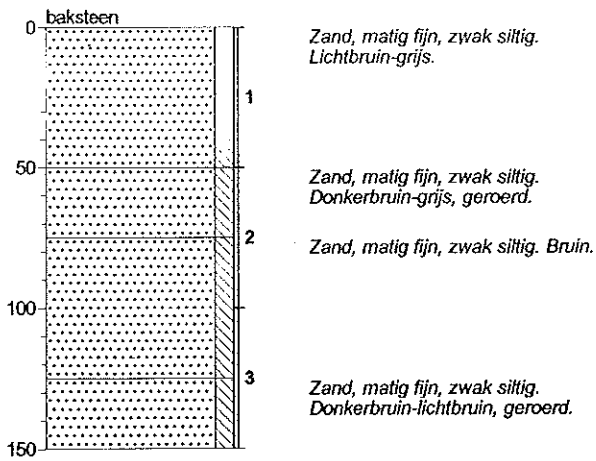 baksteen
0
Zand, matig fijn, zwak siltig.
Lichtbruin-grijs.
1
50
Zand, matig fijn, zwak siltig.
Donkerbruin-grijs, geroerd.
2
Zand, matig fijn, zwak siltig. Bruin.
100
3
Zand, matig fijn, zwak siltig.
Donkerbruin-lichtbruin, geroerd.
150